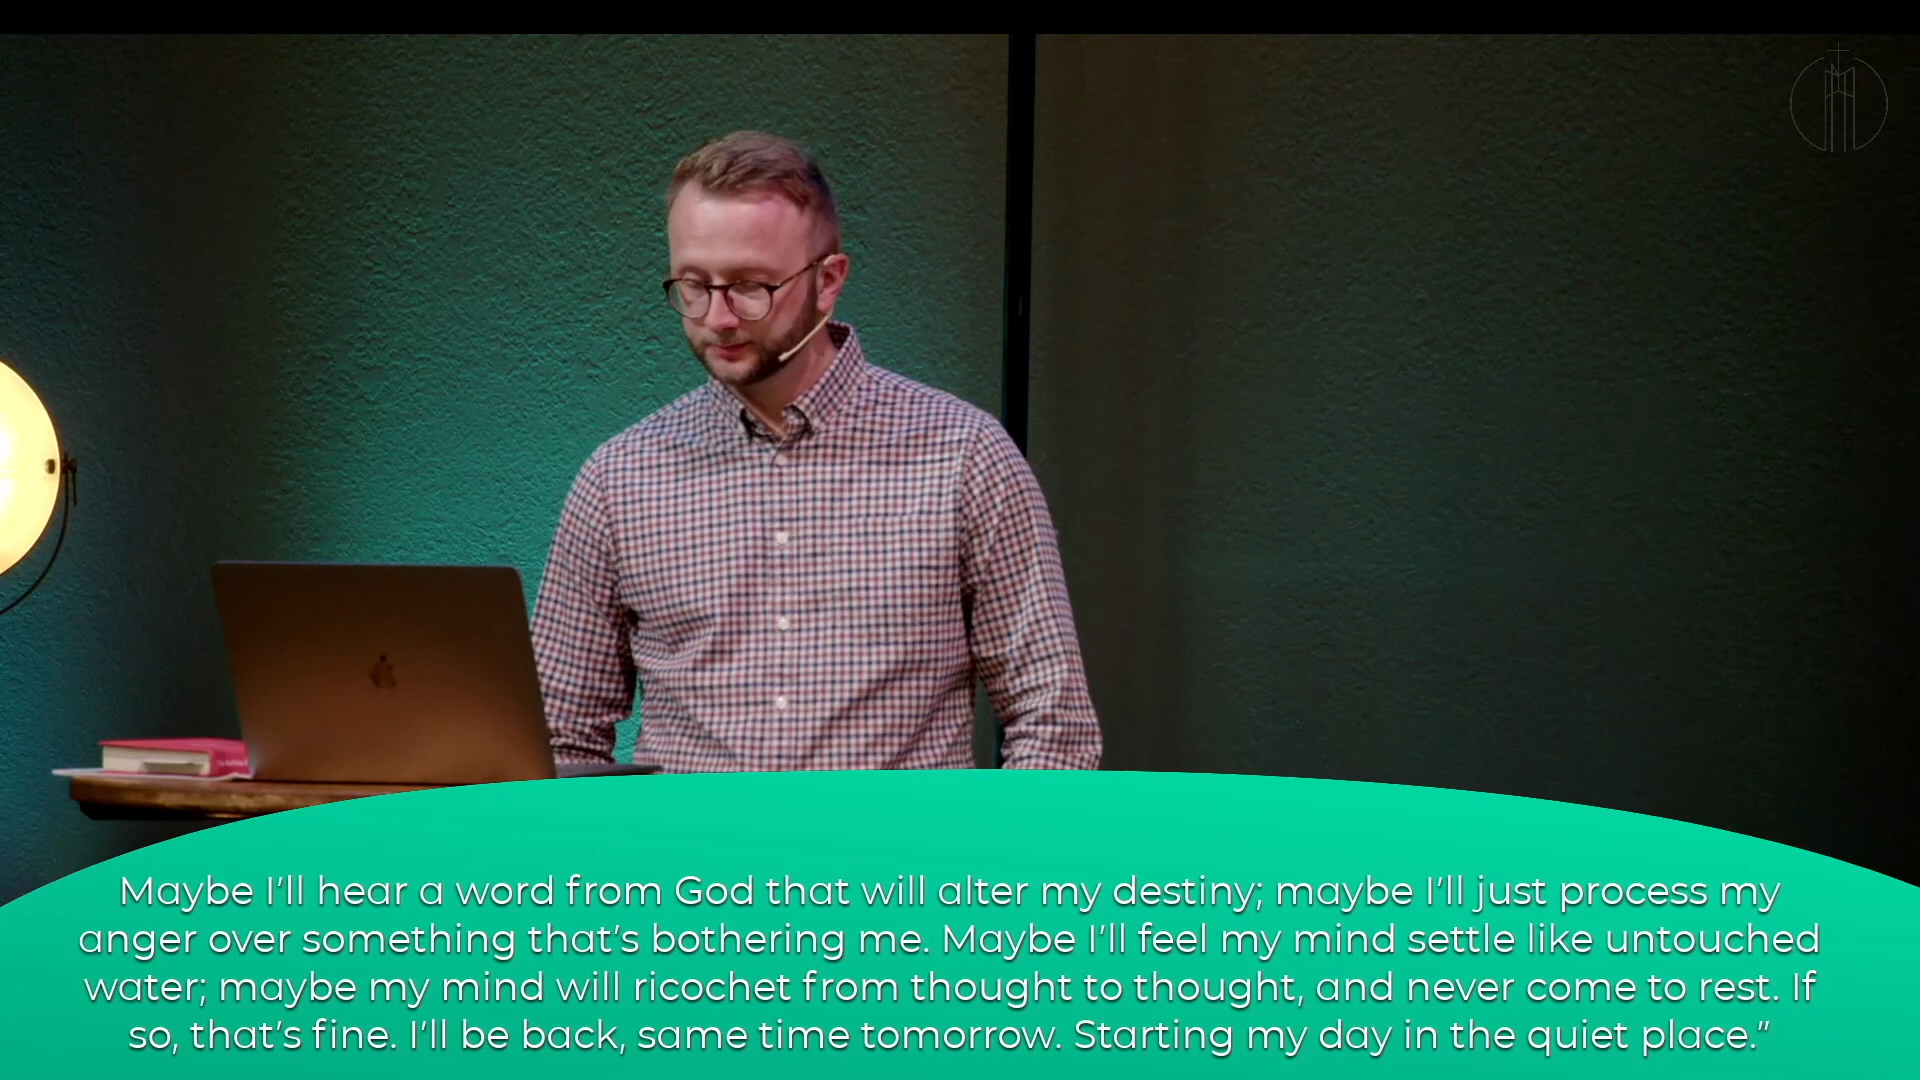 Maybe I’ll hear a word from God that will alter my destiny; maybe I’ll just process my
anger over something that’s bothering me. Maybe I’ll feel my mind settle like untouched
water; maybe my mind will ricochet from thought to thought, and never come to rest. If
so, that’s fine. I’ll be back, same time tomorrow. Starting my day in the quiet place.”